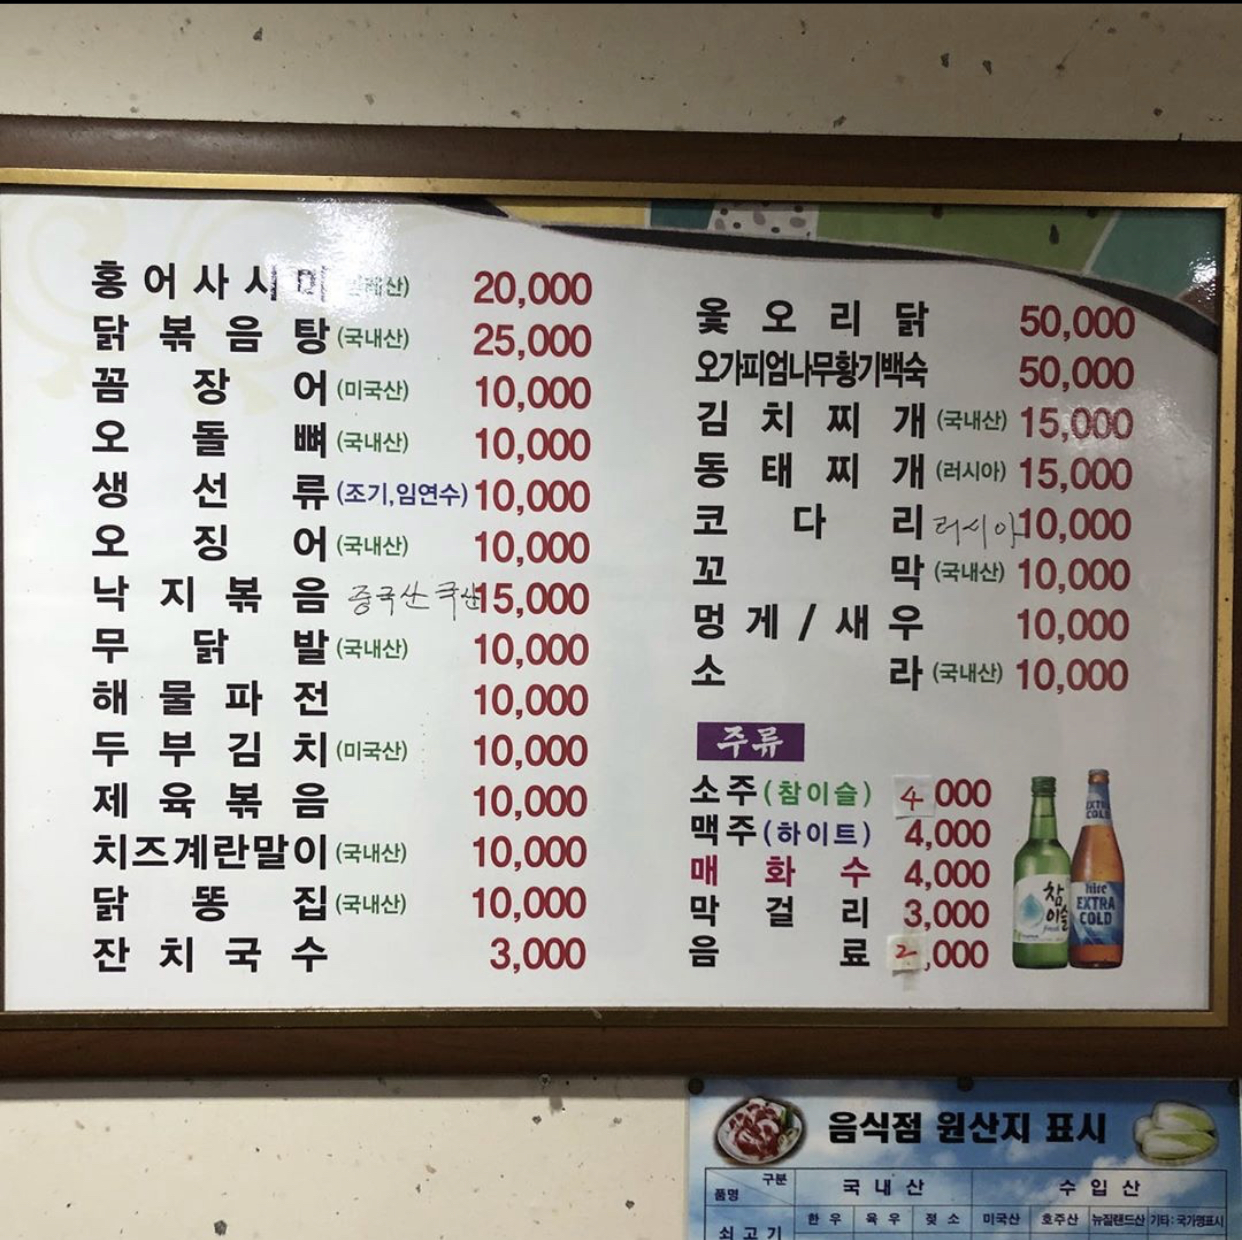 홍어사시미 20,000
닭볶음탕 (국내산) 25,000
꼼장어 (미국산) 10,000
오돌뼈 (국내산) 10,000
생선류 (조기,임연수) 10,000
오징어 (국내산) 10,000
낙지볶음 중국산 15,000
무닭발 (국내산) 10,000
해물파전 10,000
두부김치 (미국산) 10,000
제육볶음 10,000
치즈계란말이 (국내산) 10,000
닭똥집 (국내산) 10,000
잔치국수 3,000
옻오리닭 50,000
오가피엄나무황기백숙 50,000
김치찌개 (국내산) 15,000
동태찌개 (러시아) 15,000
코다리 러시아 10,000
꼬막 (국내산) 10,000
멍게/새우 10,000
소라 (국내산) 10,000
주류
소주 (참이슬) 4,000
맥주 (하이트) 4,000
매화수 4,000
막걸리 3,000
음료 2,000
참이슬 fresh
EXTRA COLD
hite
EXTRA
COLD
음식점 원산지 표시
구분
품명
국내산 수입산
쇠고기
한우 육우 젖소 미국산 호주산 뉴질랜드산 기타:국가명표시